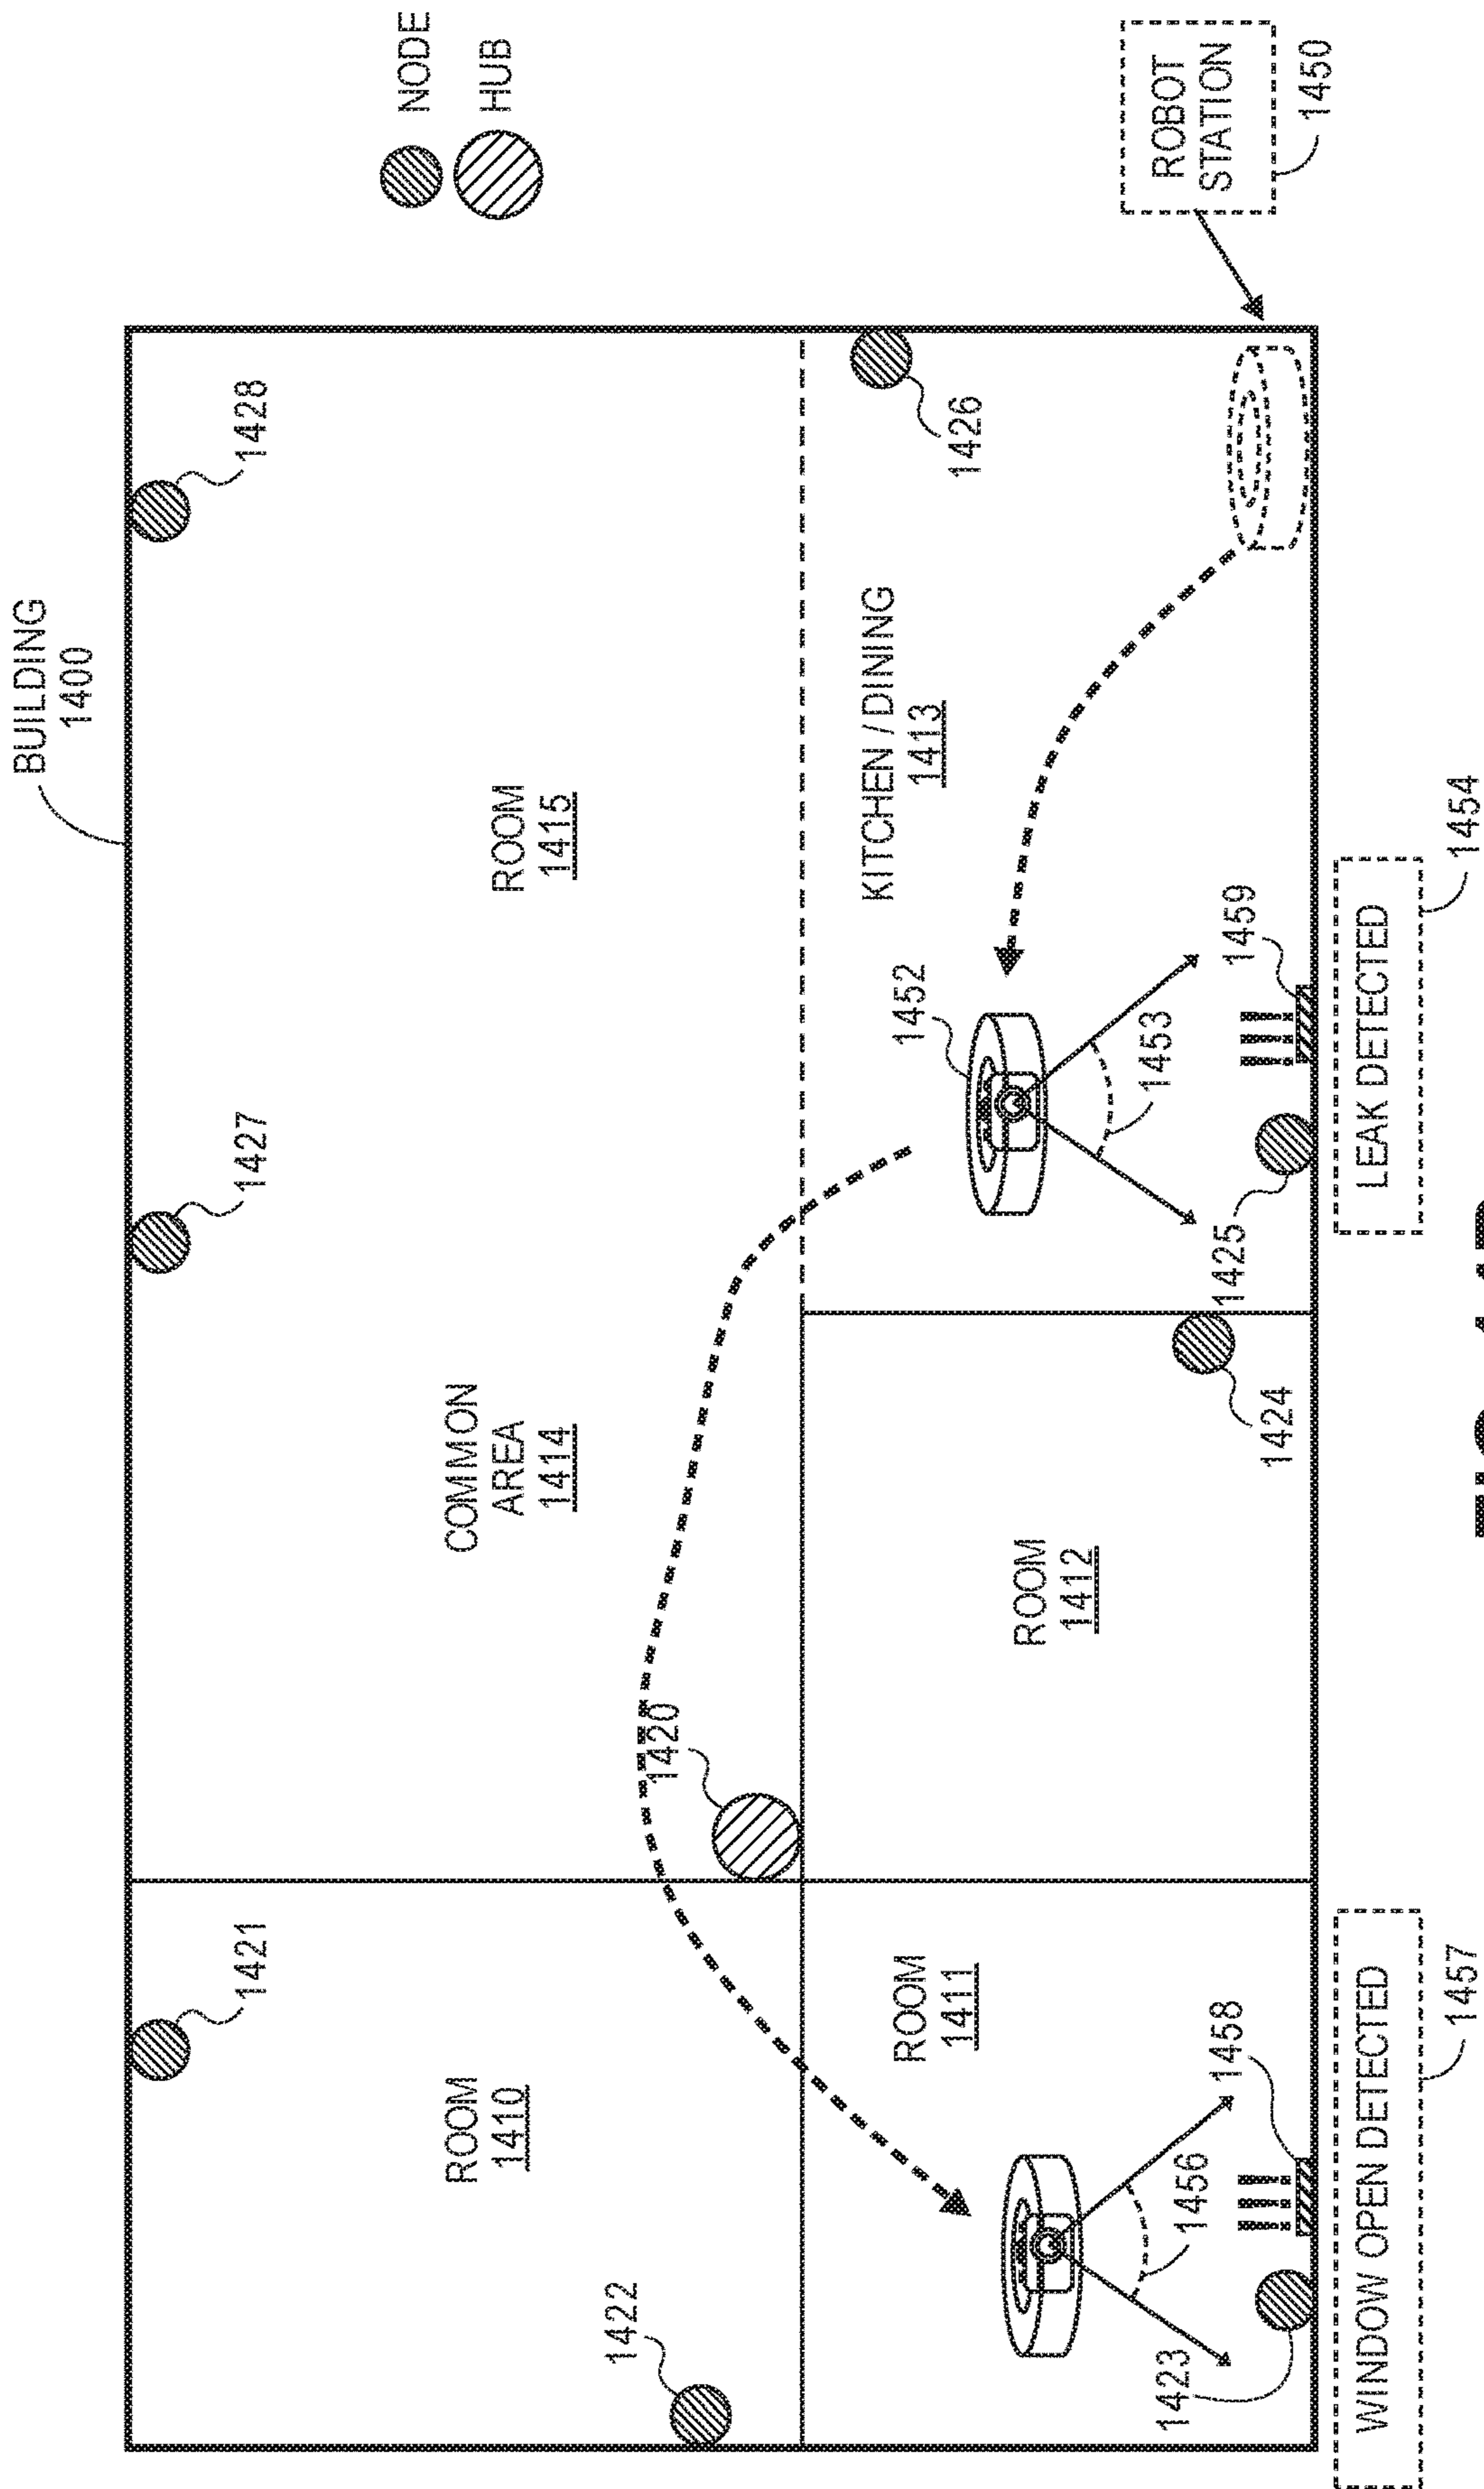 BUILDING
1400
NODE
HUB
1421
1427
1428
ROOM
1410
COMMON
AREA
1414
ROOM
1415
1422
1420
ROOM
1411
ROOM
1412
KITCHEN / DINING
1413
1426
1452
1423
1456
1458
1424
1425
1453
1459
ROBOT
STATION
1450
WINDOW OPEN DETECTED
1457
LEAK DETECTED
1454